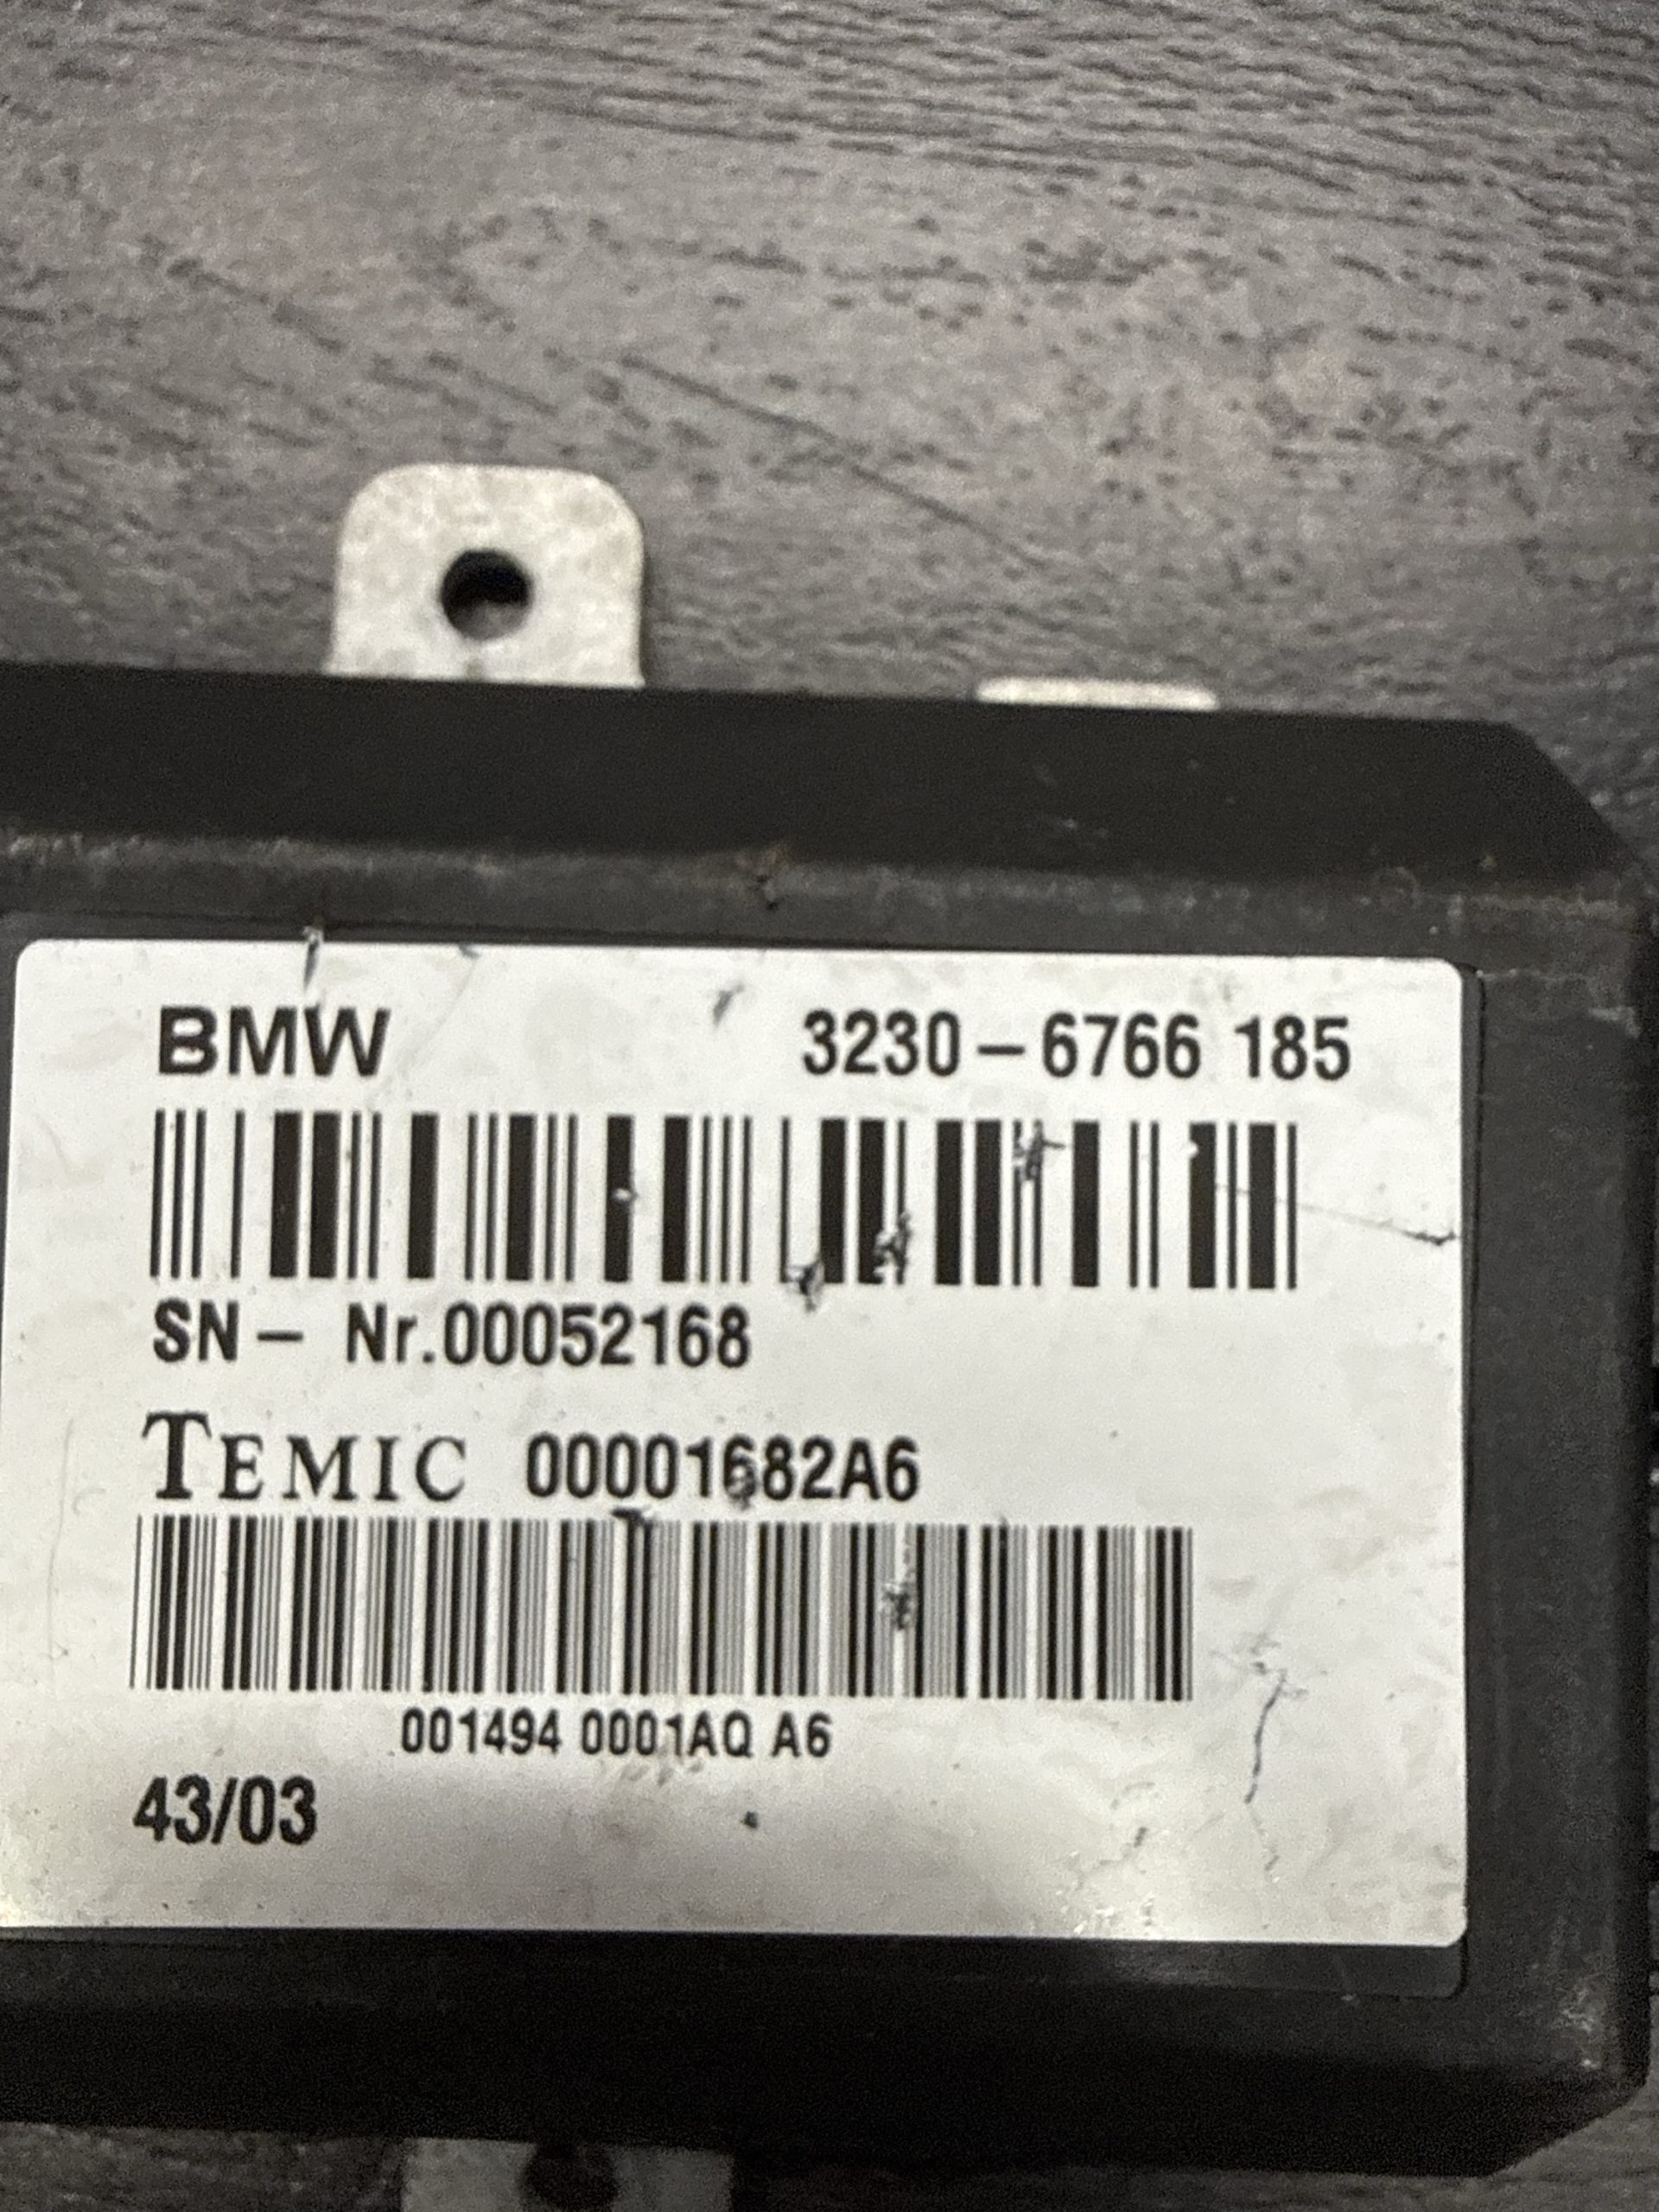 BMW 3230-6766 185
SN- Nr.00052168
TEMIC 00001682A6
001494 0001AQ A6
43/03